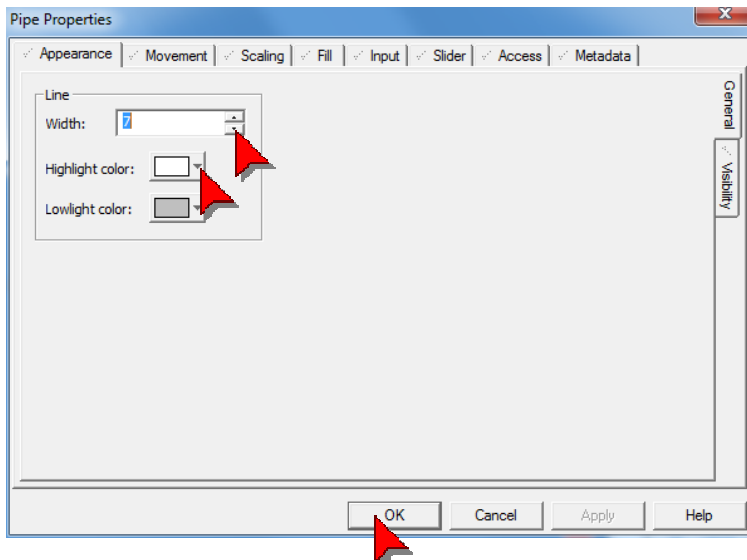 Pipe Properties
x
Appearance Movement Scaling Fill Input Slider Access Metadata
General
Visibility
Line
Width: 7
Highlight color:
Lowlight color:
OK Cancel Apply Help